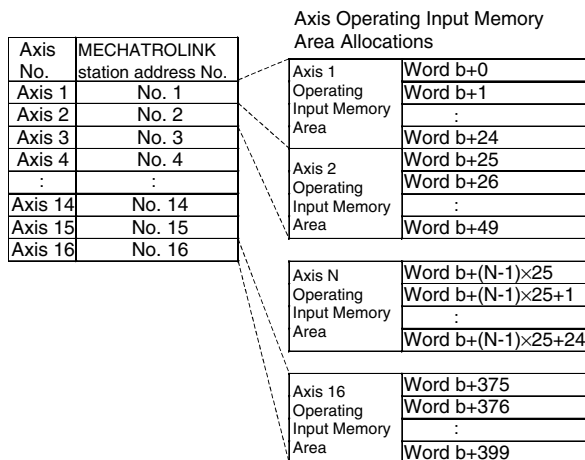 Axis Operating Input Memory
Area Allocations
Axis No. MECHATROLINK station address No.
Axis 1 No. 1
Axis 2 No. 2
Axis 3 No. 3
Axis 4 No. 4
: :
Axis 14 No. 14
Axis 15 No. 15
Axis 16 No. 16
Axis 1
Operating
Input Memory
Area
Word b+0
Word b+1
:
Word b+24
Axis 2
Operating
Input Memory
Area
Word b+25
Word b+26
:
Word b+49
Axis N
Operating
Input Memory
Area
Word b+(N-1)×25
Word b+(N-1)×25+1
:
Word b+(N-1)×25+24
Axis 16
Operating
Input Memory
Area
Word b+375
Word b+376
:
Word b+399